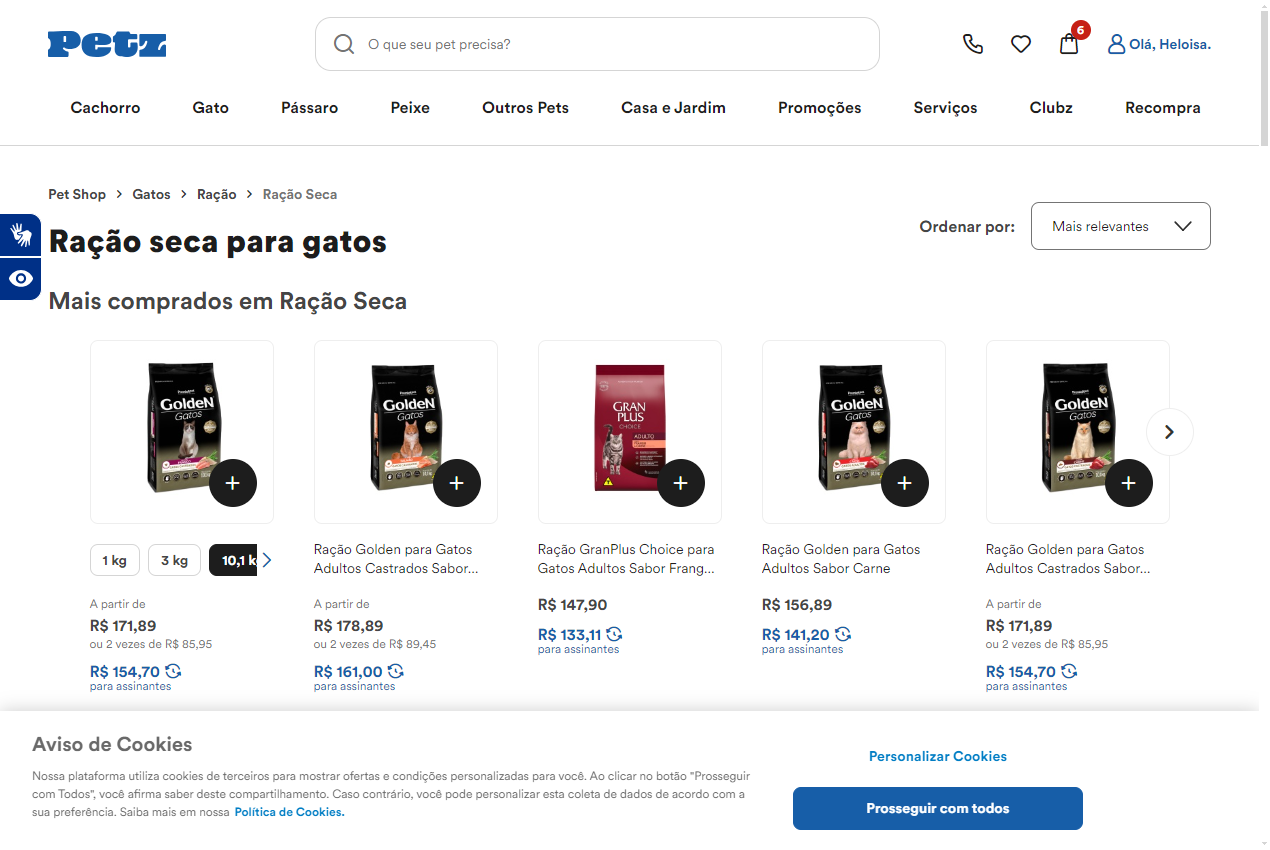 Petz
O que seu pet precisa?
6
Olá, Heloisa.
Cachorro
Gato
Pássaro
Peixe
Outros Pets
Casa e Jardim
Promoções
Serviços
Clubz
Recompra
Pet Shop > Gatos > Ração > Ração Seca
Ração seca para gatos
Ordenar por:
Mais relevantes
Mais comprados em Ração Seca
GoldeN
Gatos
GoldeN
Gatos
GRAN
PLUS
CHOICE
ADULTO
GoldeN
Gatos
GoldeN
Gatos
1 kg
3 kg
10,1 k
A partir de
R$ 171,89
ou 2 vezes de R$ 85,95
R$ 154,70
para assinantes
Ração Golden para Gatos
Adultos Castrados Sabor...
A partir de
R$ 178,89
ou 2 vezes de R$ 89,45
R$ 161,00
para assinantes
Ração GranPlus Choice para
Gatos Adultos Sabor Frang...
R$ 147,90
R$ 133,11
para assinantes
Ração Golden para Gatos
Adultos Sabor Carne
R$ 156,89
R$ 141,20
para assinantes
Ração Golden para Gatos
Adultos Castrados Sabor...
A partir de
R$ 171,89
ou 2 vezes de R$ 85,95
R$ 154,70
para assinantes
Aviso de Cookies
Nossa plataforma utiliza cookies de terceiros para mostrar ofertas e condições personalizadas para você. Ao clicar no botão "Prosseguir
com Todos", você afirma saber deste compartilhamento. Caso contrário, você pode personalizar esta coleta de dados de acordo com a
sua preferência. Saiba mais em nossa Política de Cookies.
Personalizar Cookies
Prosseguir com todos